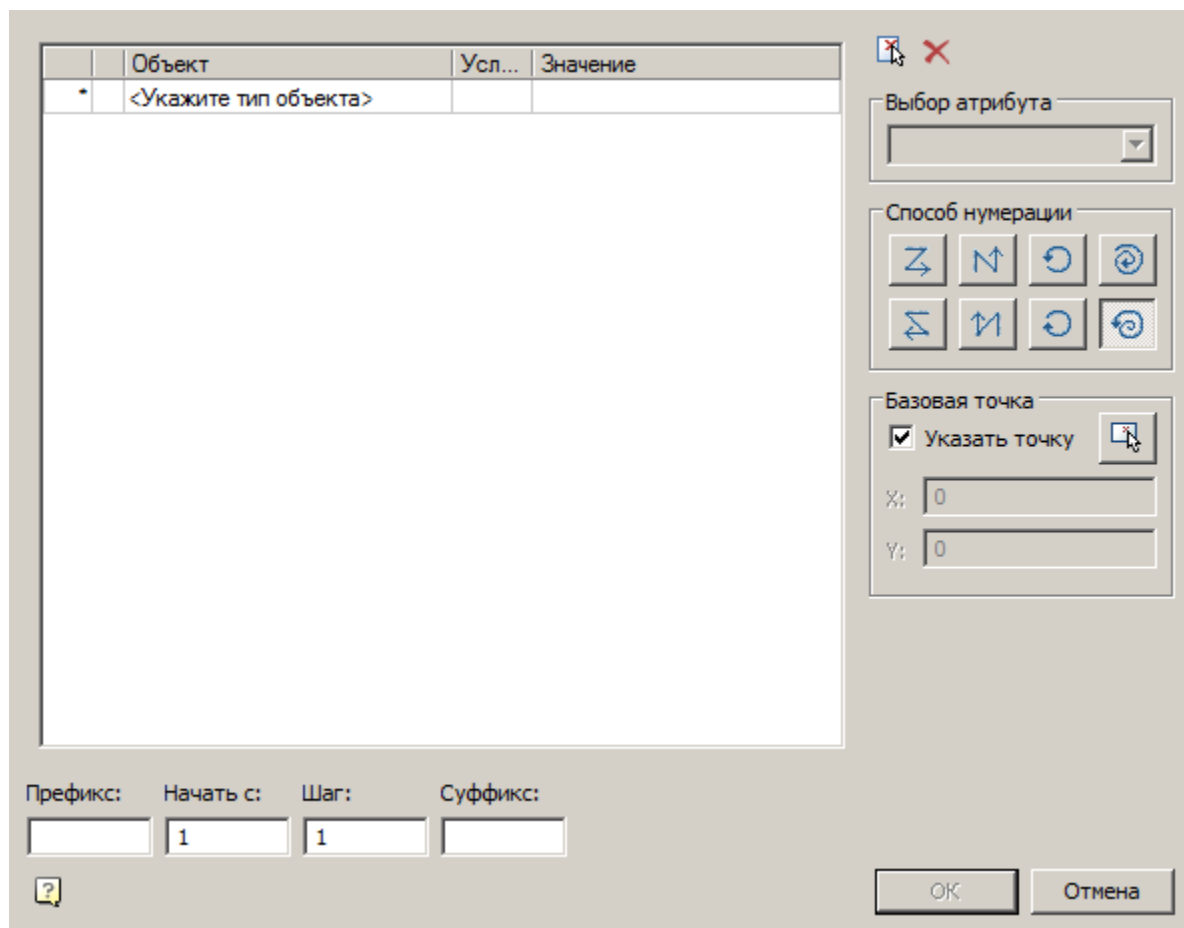 Объект Усл... Значение
* <Укажите тип объекта>
Выбор атрибута
Способ нумерации
Базовая точка
Указать точку
X: 0
Y: 0
Префикс: Начать с: Шаг: Суффикс:
1 1
?
ОК Отмена